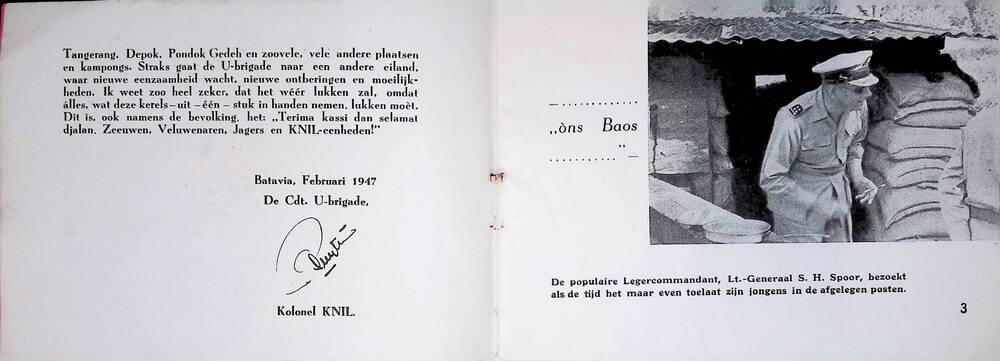 Tangerang, Depok, Pondok Gedeh en zoovele, vele andere plaatsen
en kampongs. Straks gaat de U-brigade naar een andere eiland,
waar nieuwe eenzaamheid wacht, nieuwe ontberingen en moeilijk-
heden. Ik weet zoo heel zeker, dat het wéér lukken zal, omdat
álles, wat deze kerels–uit –één – stuk in handen nemen, lukken moèt.
Dit is, ook namens de bevolking, het: „Terima kassi dan selamat
djalan, Zeeuwen, Veluwenaren, Jagers en KNIL-eenheden!"
Batavia, Februari 1947
De Cdt. U-brigade,
Kolonel KNIL.
–............
„òns Baos
............" –
De populaire Legercommandant, Lt.-Generaal S. H. Spoor, bezoekt
als de tijd het maar even toelaat zijn jongens in de afgelegen posten.
3